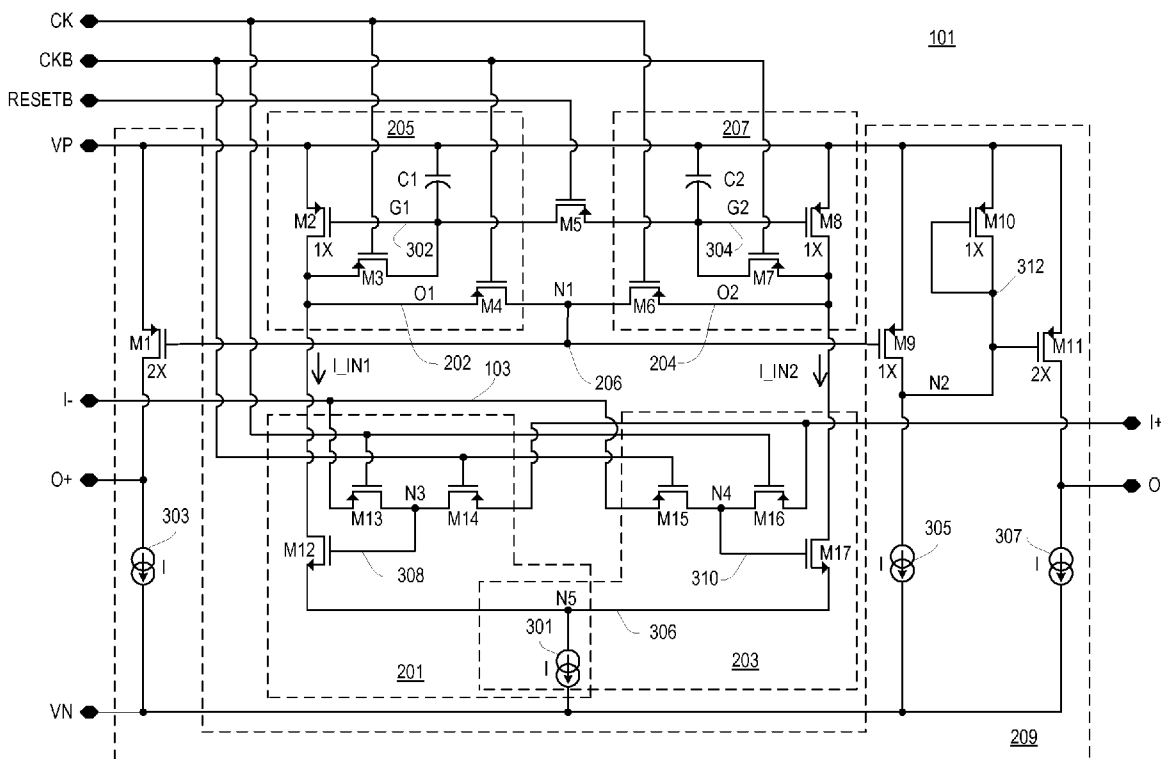 CK
101
CKB
RESETB
205
207
VP
C1
C2
M2
G1
M5
G2
M8
M10
1X
302
304
1X
1X
312
M3
M7
O1
M4
N1
M6
O2
M1
M9
M11
2X
202
I_IN1
206
204
I_IN2
1X
2X
N2
I-
103
I+
O+
N3
N4
O
M13
M14
M15
M16
303
M12
M17
305
307
I
308
310
I
I
N5
301
306
I
201
203
VN
209